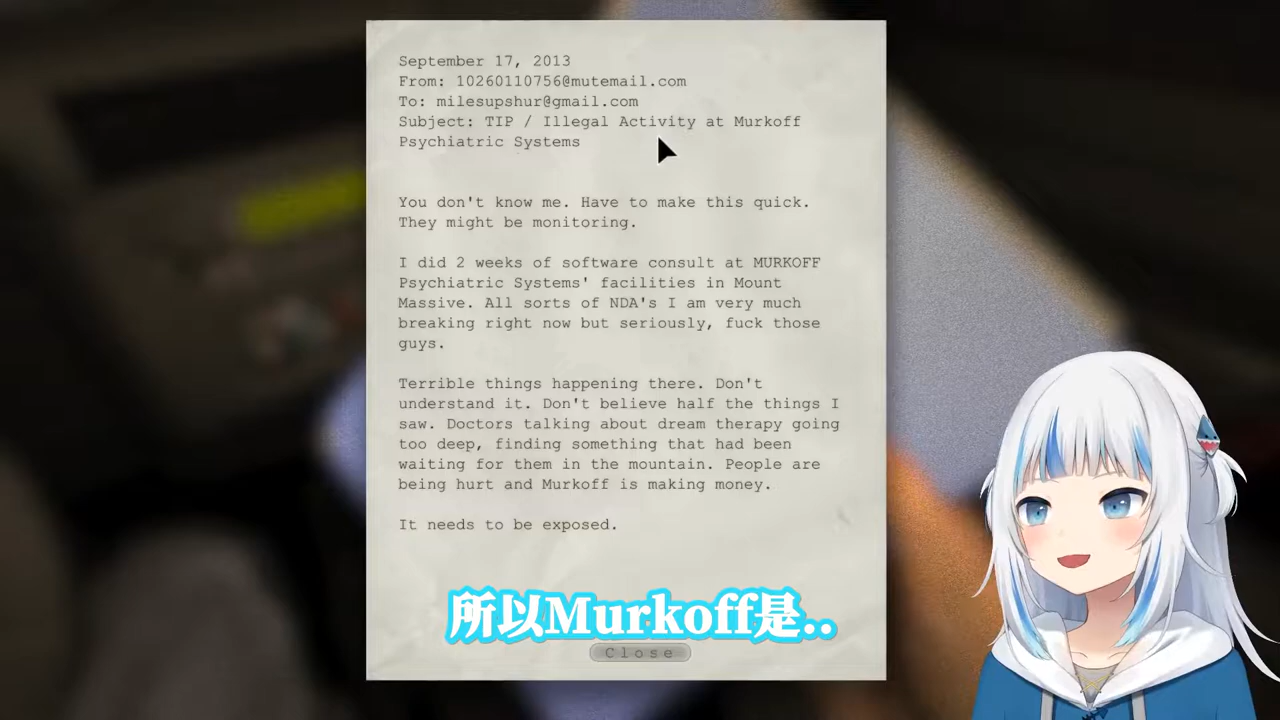 September 17, 2013
From: 10260110756@mutemail.com
To: milesupshur@gmail.com
Subject: TIP / Illegal Activity at Murkoff
Psychiatric Systems
You don't know me. Have to make this quick.
They might be monitoring.
I did 2 weeks of software consult at MURKOFF
Psychiatric Systems' facilities in Mount
Massive. All sorts of NDA's I am very much
breaking right now but seriously, fuck those
guys.
Terrible things happening there. Don't
understand it. Don't believe half the things I
saw. Doctors talking about dream therapy going
too deep, finding something that had been
waiting for them in the mountain. People are
being hurt and Murkoff is making money.
It needs to be exposed.
所以Murkoff是..
Close